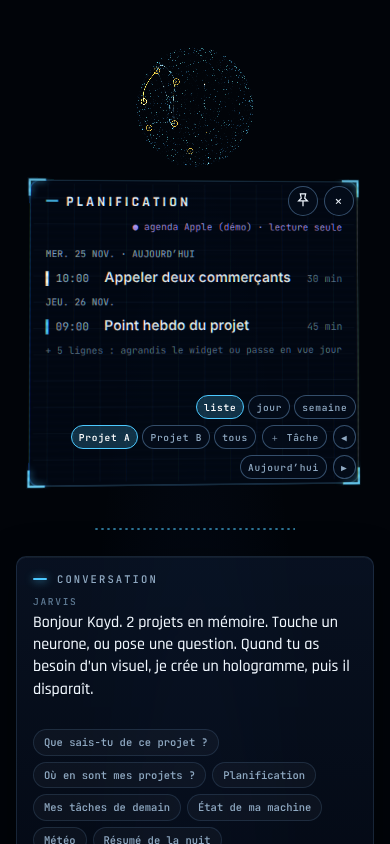 PLANIFICATION ×
● agenda Apple (démo) · lecture seule
MER. 25 NOV. · AUJOURD'HUI
10:00 Appeler deux commerçants 30 min
JEU. 26 NOV.
09:00 Point hebdo du projet 45 min
+ 5 lignes : agrandis le widget ou passe en vue jour
liste jour semaine
Projet A Projet B tous + Tâche ◀
Aujourd'hui ▶
CONVERSATION
JARVIS
Bonjour Kayd. 2 projets en mémoire. Touche un
neurone, ou pose une question. Quand tu as
besoin d'un visuel, je crée un hologramme, puis il
disparaît.
Que sais-tu de ce projet ?
Où en sont mes projets ? Planification
Mes tâches de demain État de ma machine
Météo Résumé de la nuit